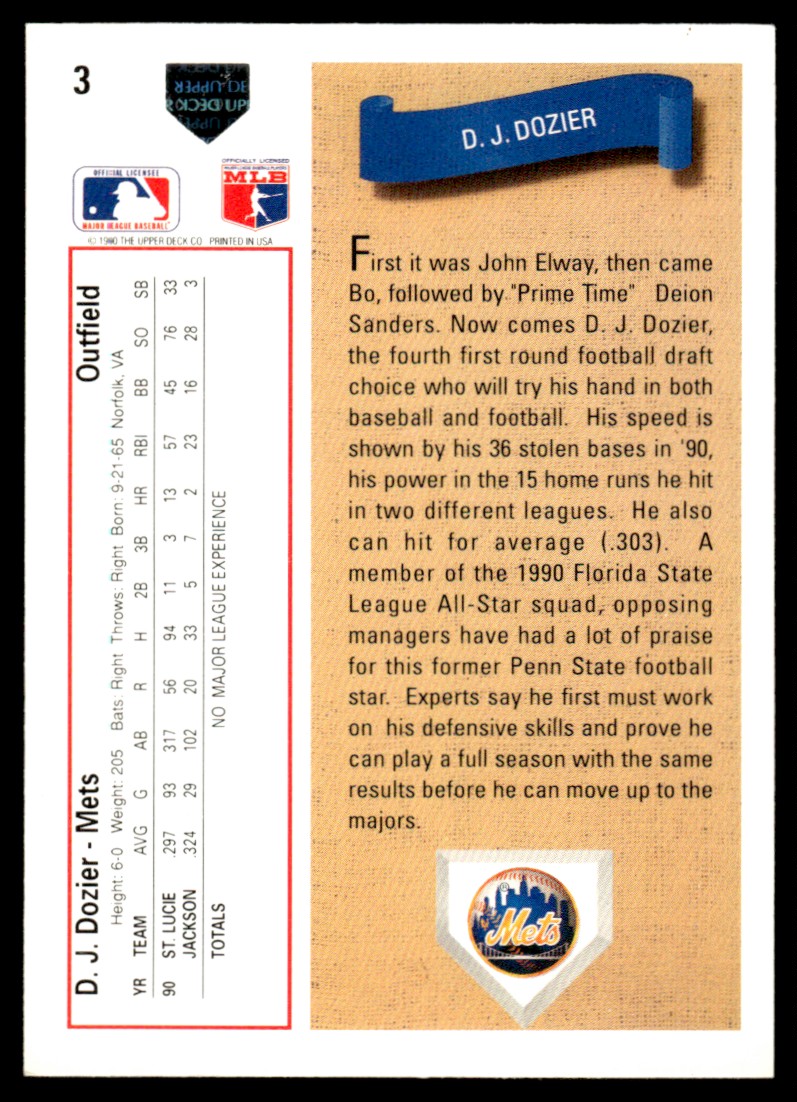 3
OFFICIAL LICENSEE
MAJOR LEAGUE BASEBALL
OFFICIALLY LICENSED
MAJOR LEAGUE BASEBALL PLAYERS
MLB
© 1990 THE UPPER DECK CO. PRINTED IN USA
D. J. Dozier - Mets Outfield
Height: 6-0 Weight: 205 Bats: Right Throws: Right Born: 9-21-65 Norfolk, VA
YR TEAM AVG G AB R H 2B 3B HR RBI BB SO SB
90 ST. LUCIE .297 93 317 56 94 11 3 13 57 45 76 33
JACKSON .324 29 102 20 33 5 7 2 23 16 28 3
TOTALS NO MAJOR LEAGUE EXPERIENCE
D. J. DOZIER
First it was John Elway, then came
Bo, followed by "Prime Time" Deion
Sanders. Now comes D. J. Dozier,
the fourth first round football draft
choice who will try his hand in both
baseball and football. His speed is
shown by his 36 stolen bases in '90,
his power in the 15 home runs he hit
in two different leagues. He also
can hit for average (.303). A
member of the 1990 Florida State
League All-Star squad, opposing
managers have had a lot of praise
for this former Penn State football
star. Experts say he first must work
on his defensive skills and prove he
can play a full season with the same
results before he can move up to the
majors.
Mets
®